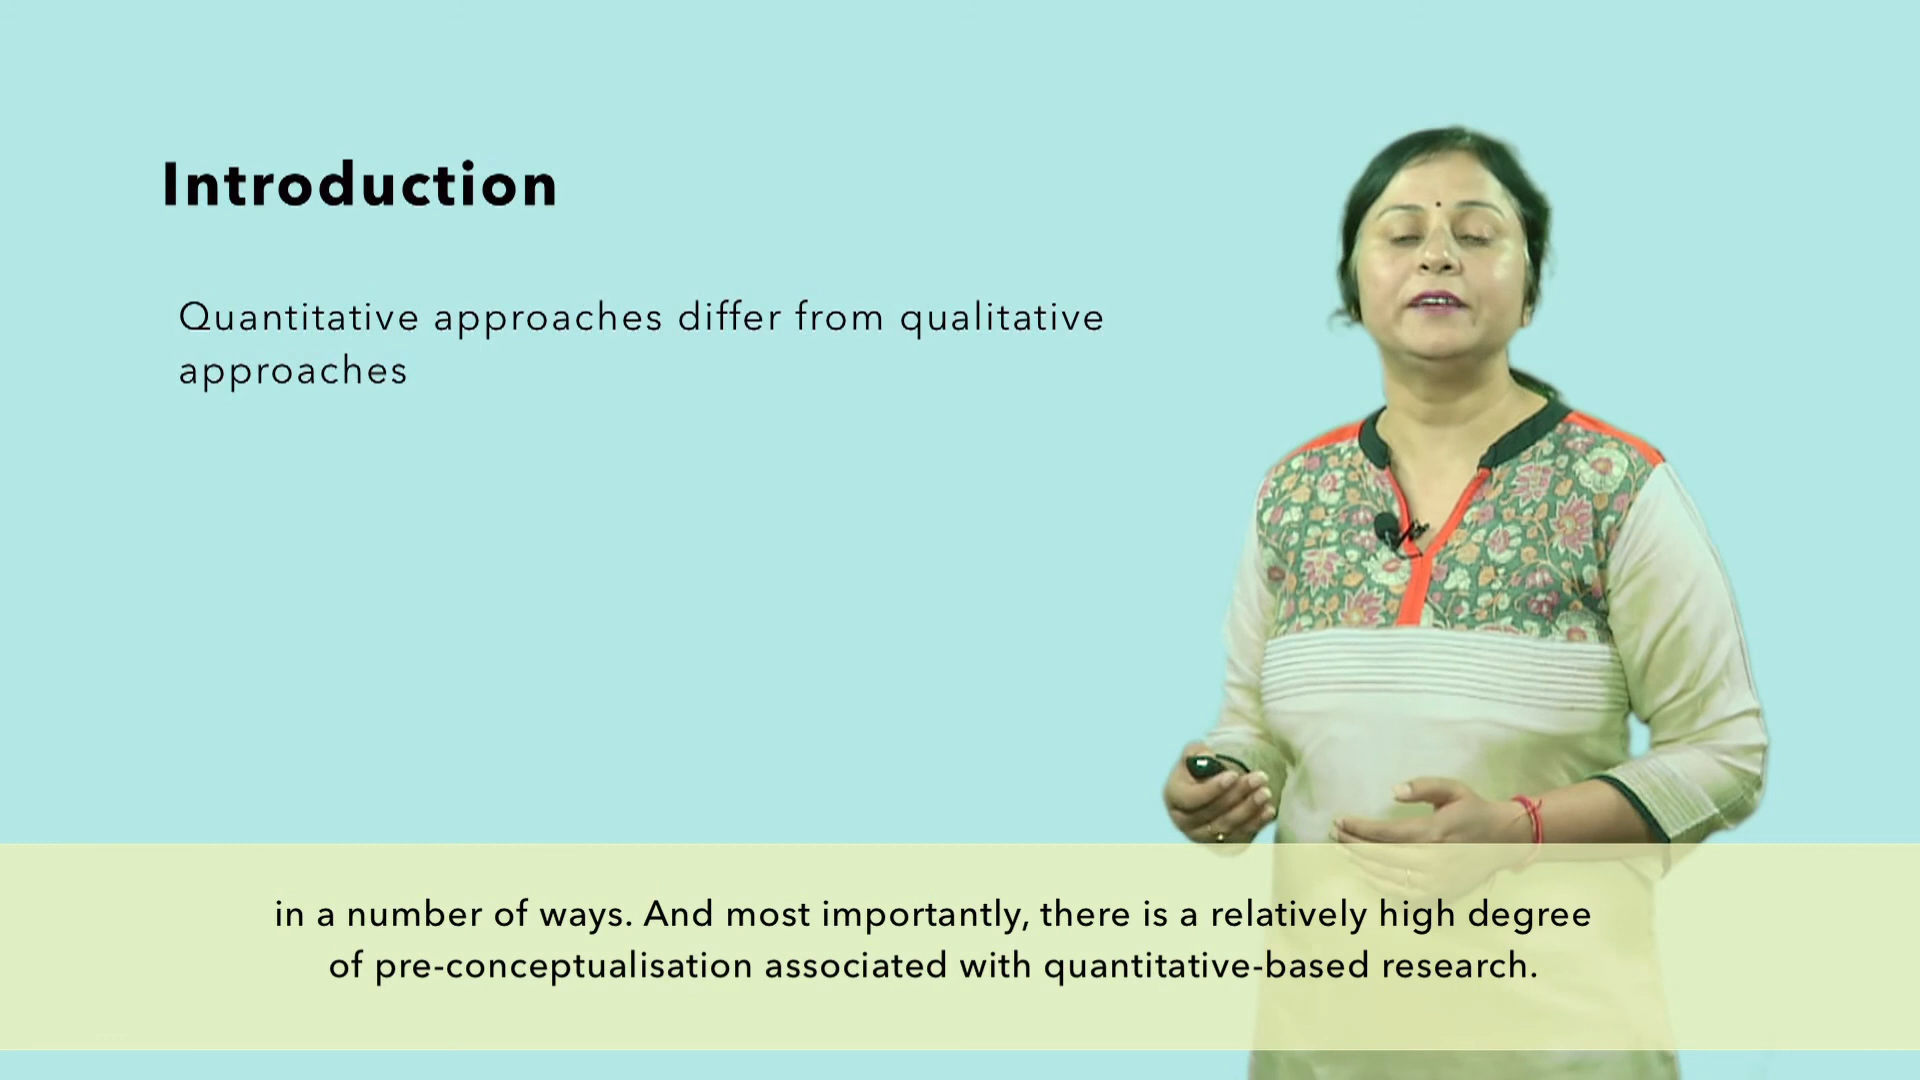 Introduction
Quantitative approaches differ from qualitative
approaches
in a number of ways. And most importantly, there is a relatively high degree
of pre-conceptualisation associated with quantitative-based research.